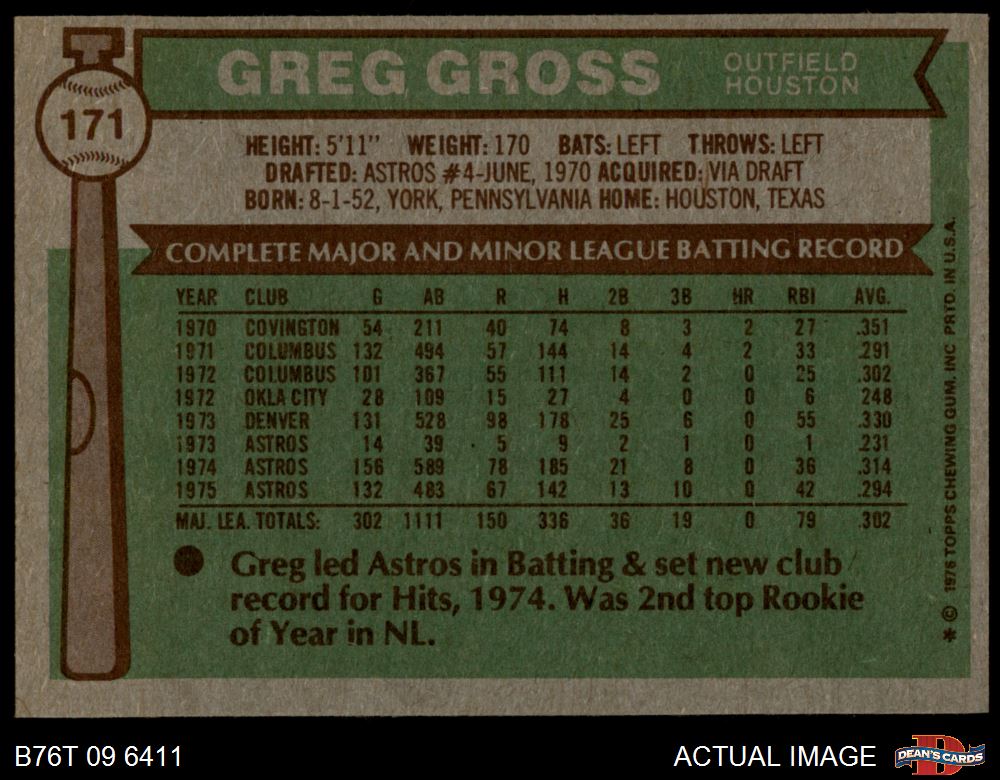 171
GREG GROSS
OUTFIELD
HOUSTON
HEIGHT: 5'11" WEIGHT: 170 BATS: LEFT THROWS: LEFT
DRAFTED: ASTROS #4-JUNE, 1970 ACQUIRED: VIA DRAFT
BORN: 8-1-52, YORK, PENNSYLVANIA HOME: HOUSTON, TEXAS
COMPLETE MAJOR AND MINOR LEAGUE BATTING RECORD
YEAR CLUB G AB R H 2B 3B HR RBI AVG.
1970 COVINGTON 54 211 40 74 8 3 2 27 .351
1971 COLUMBUS 132 494 57 144 14 4 2 33 .291
1972 COLUMBUS 101 367 55 111 14 2 0 25 .302
1972 OKLA CITY 28 109 15 27 4 0 0 6 .248
1973 DENVER 131 528 98 178 25 6 0 55 .330
1973 ASTROS 14 39 5 9 2 1 0 1 .231
1974 ASTROS 156 589 78 185 21 8 0 36 .314
1975 ASTROS 132 483 67 142 13 10 0 42 .294
MAJ. LEA. TOTALS: 302 1111 150 336 36 19 0 79 .302
Greg led Astros in Batting & set new club
record for Hits, 1974. Was 2nd top Rookie
of Year in NL.
* © 1976 TOPPS CHEWING GUM, INC PRTD. IN U.S.A.
B76T 09 6411
ACTUAL IMAGE
D
DEAN'S CARDS